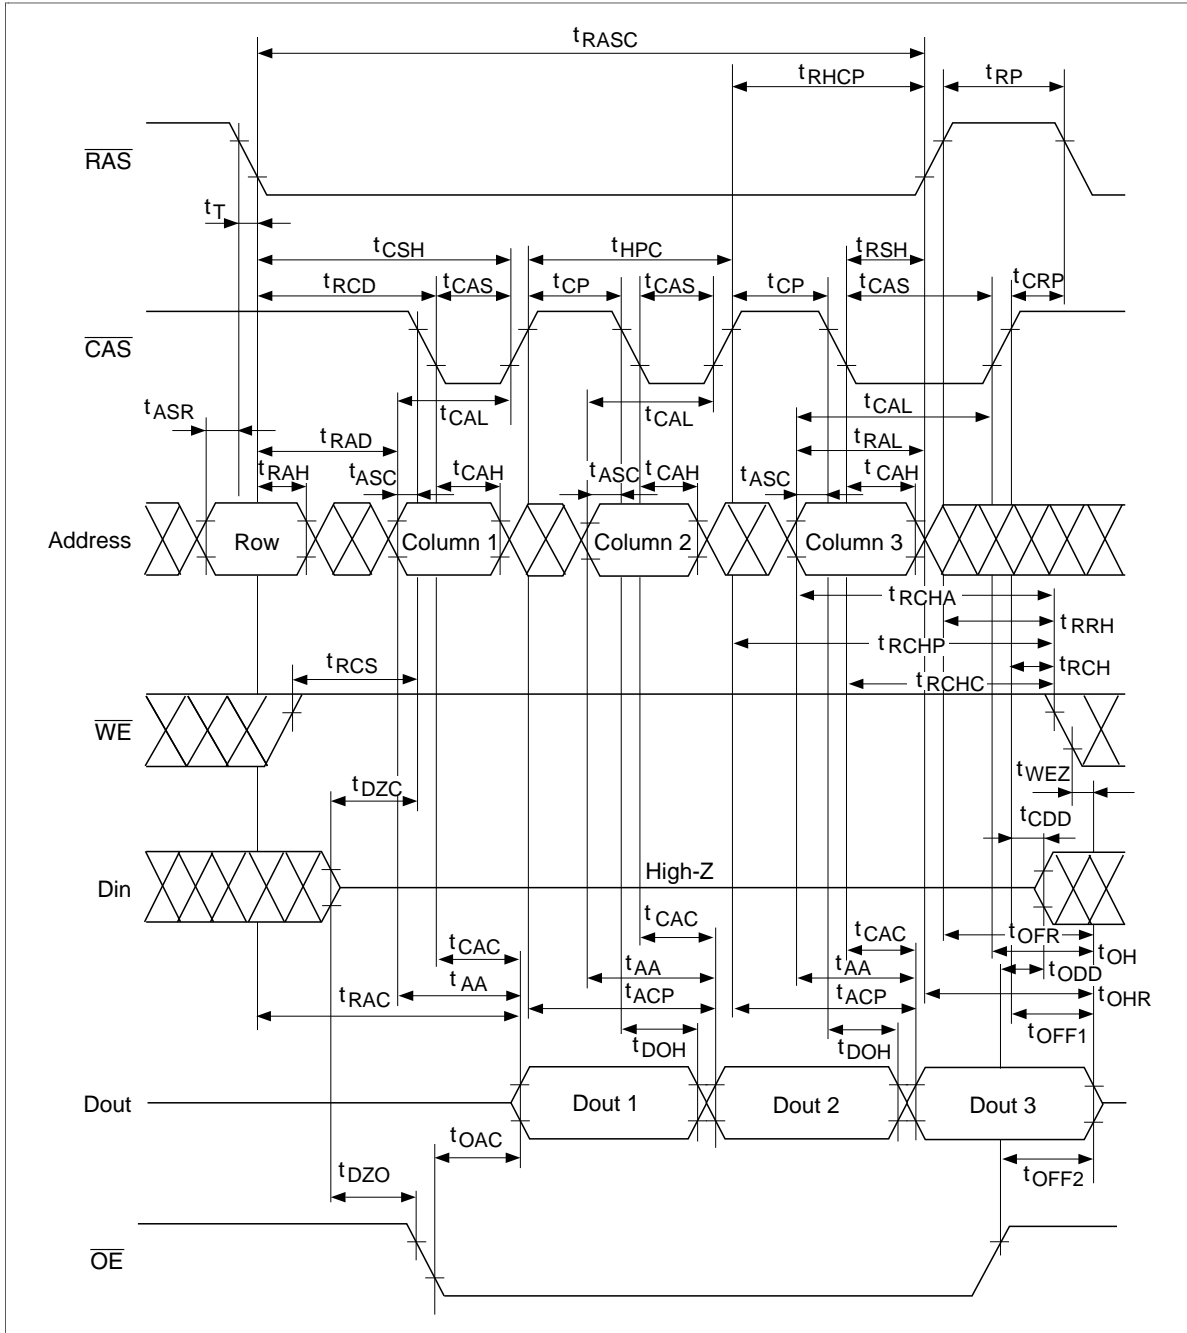 tRASC
tRHCP tRP
RAS
tT
tCSH tHPC tRSH
tRCD tCAS tCP tCAS tCP tCAS tCRP
CAS
tASR tCAL tCAL tCAL
tRAD tRAL
tRAH tASC tCAH tASC tCAH tASC tCAH
Address Row Column 1 Column 2 Column 3
tRCHA
tRRH
tRCHP
tRCS tRCH
tRCHC
WE
tWEZ
tDZC
tCDD
High-Z
Din
tCAC
tCAC tCAC tOFR tOH
tAA tAA tAA tODD
tRAC tACP tACP tOHR
tOFF1
tDOH tDOH
Dout Dout 1 Dout 2 Dout 3
tOAC
tDZO tOFF2
OE